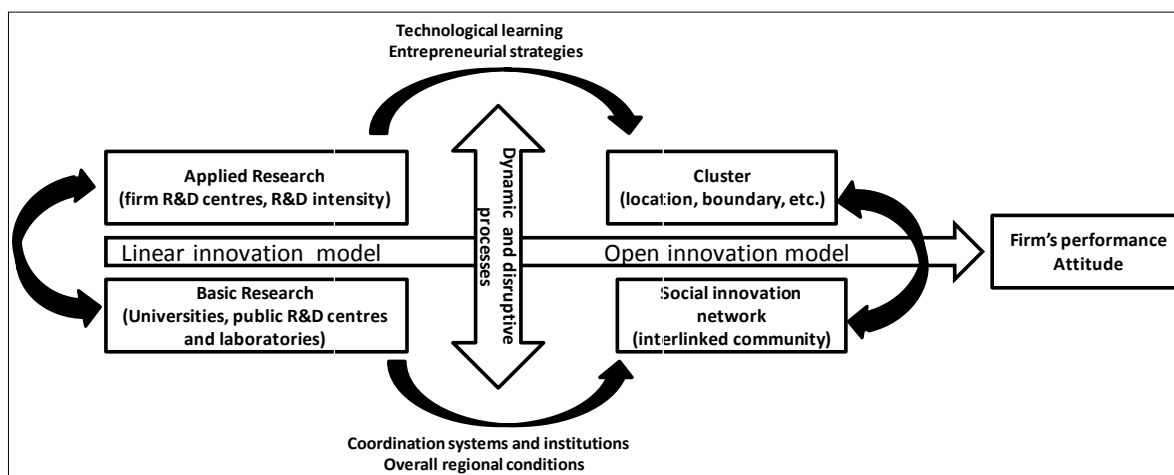 Technological learning
Entrepreneurial strategies
Applied Research
(firm R&D centres, R&D intensity)
Dynamic and disruptive
processes
Cluster
(location, boundary, etc.)
Linear innovation model
Open innovation model
Firm's performance
Attitude
Basic Research
(Universities, public R&D centres
and laboratories)
Social innovation
network
(interlinked community)
Coordination systems and institutions
Overall regional conditions